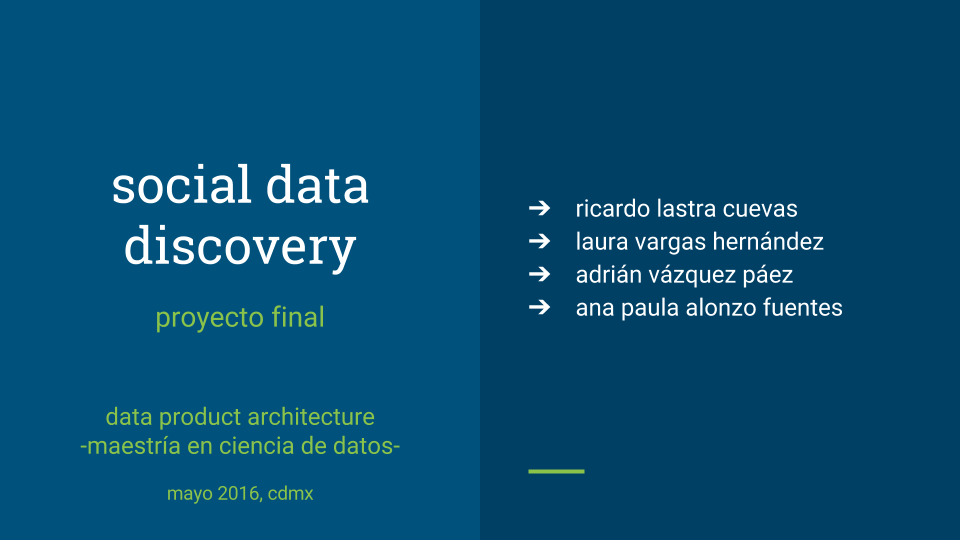 social data
discovery
proyecto final
data product architecture
-maestría en ciencia de datos-
mayo 2016, cdmx
➔ ricardo lastra cuevas
➔ laura vargas hernández
➔ adrián vázquez páez
➔ ana paula alonzo fuentes